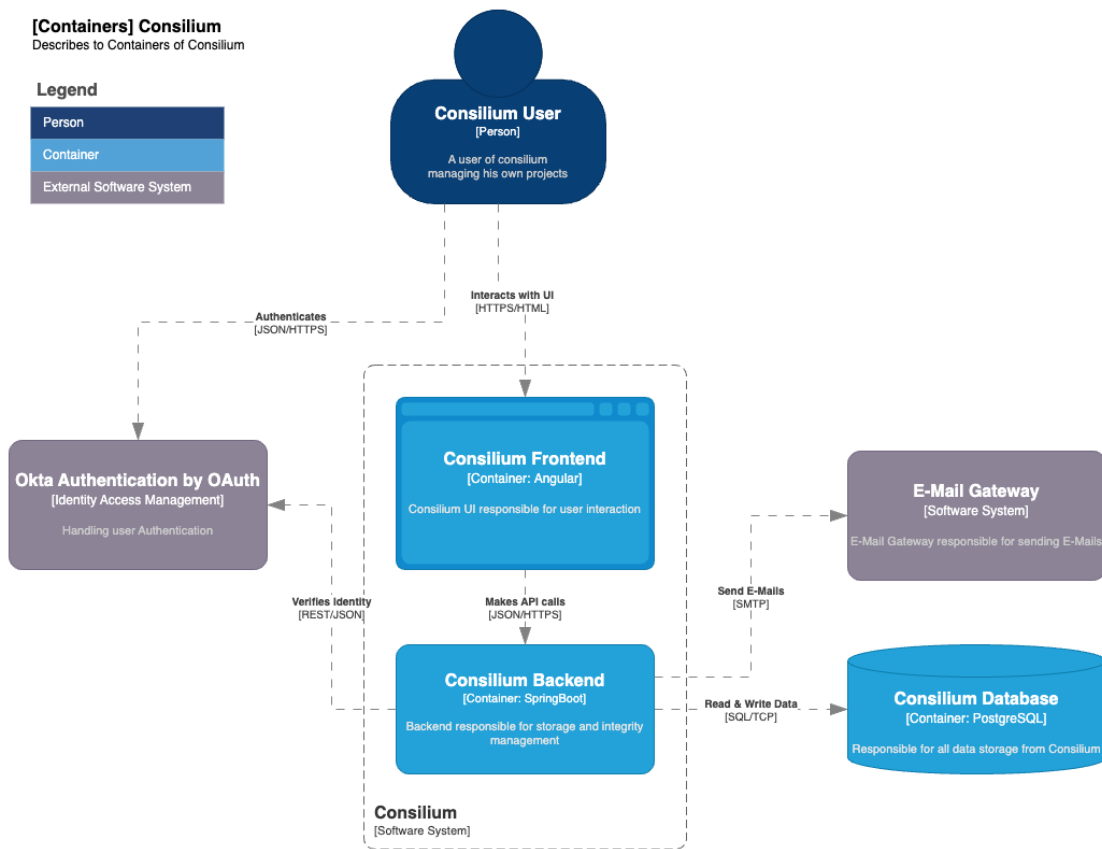 [Containers] Consilium
Describes to Containers of Consilium
Legend
Person
Container
External Software System
Consilium User
[Person]
A user of consilium
managing his own projects
Interacts with UI
[HTTPS/HTML]
Authenticates
[JSON/HTTPS]
Okta Authentication by OAuth
[Identity Access Management]
Handling user Authentication
Consilium Frontend
[Container: Angular]
Consilium UI responsible for user interaction
E-Mail Gateway
[Software System]
E-Mail Gateway responsible for sending E-Mails
Verifies Identity
[REST/JSON]
Makes API calls
[JSON/HTTPS]
Send E-Mails
[SMTP]
Consilium Backend
[Container: SpringBoot]
Backend responsible for storage and integrity
management
Read & Write Data
[SQL/TCP]
Consilium Database
[Container: PostgreSQL]
Responsible for all data storage from Consilium
Consilium
[Software System]